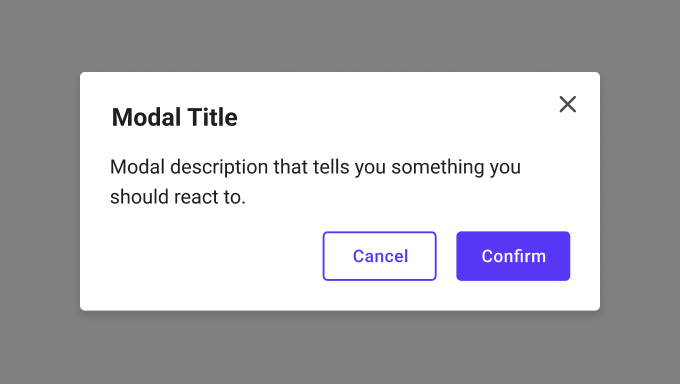 Modal Title
Modal description that tells you something you
should react to.
Cancel
Confirm